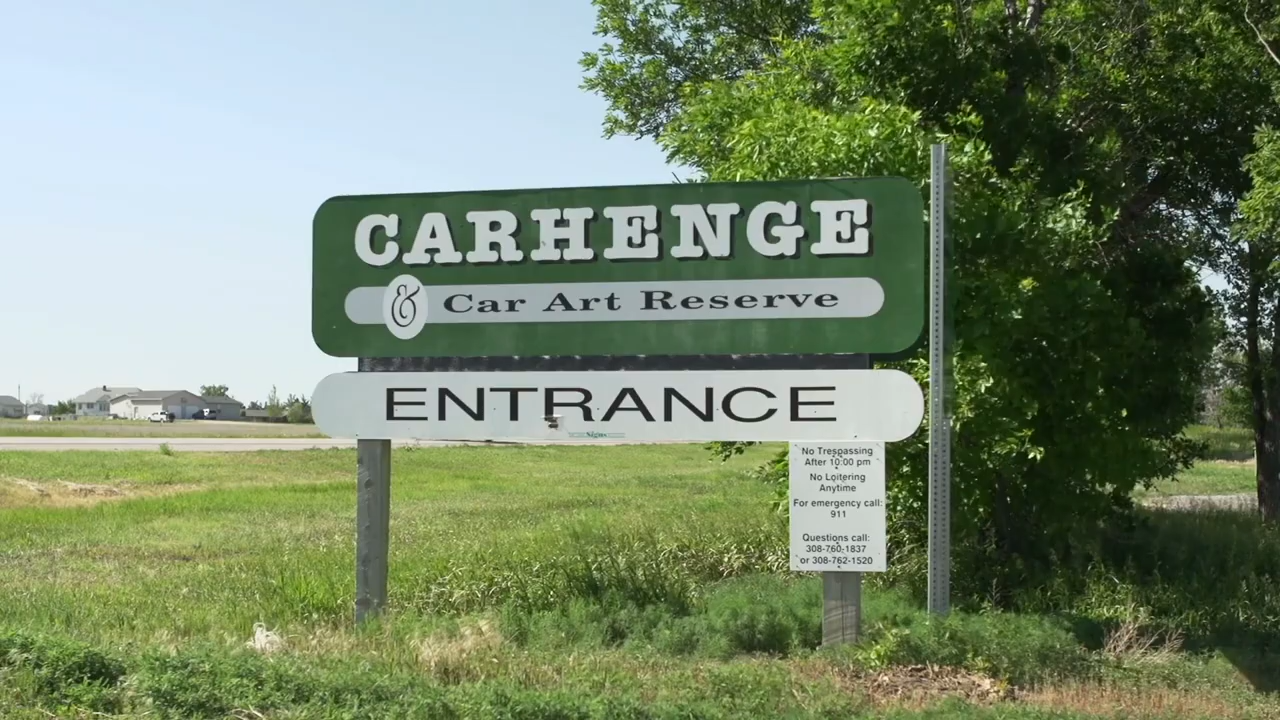 CARHENGE
& Car Art Reserve
ENTRANCE
Signs
No Trespassing
After 10:00 pm
No Loitering
Anytime
For emergency call:
911
Questions call:
308-760-1837
or 308-762-1520